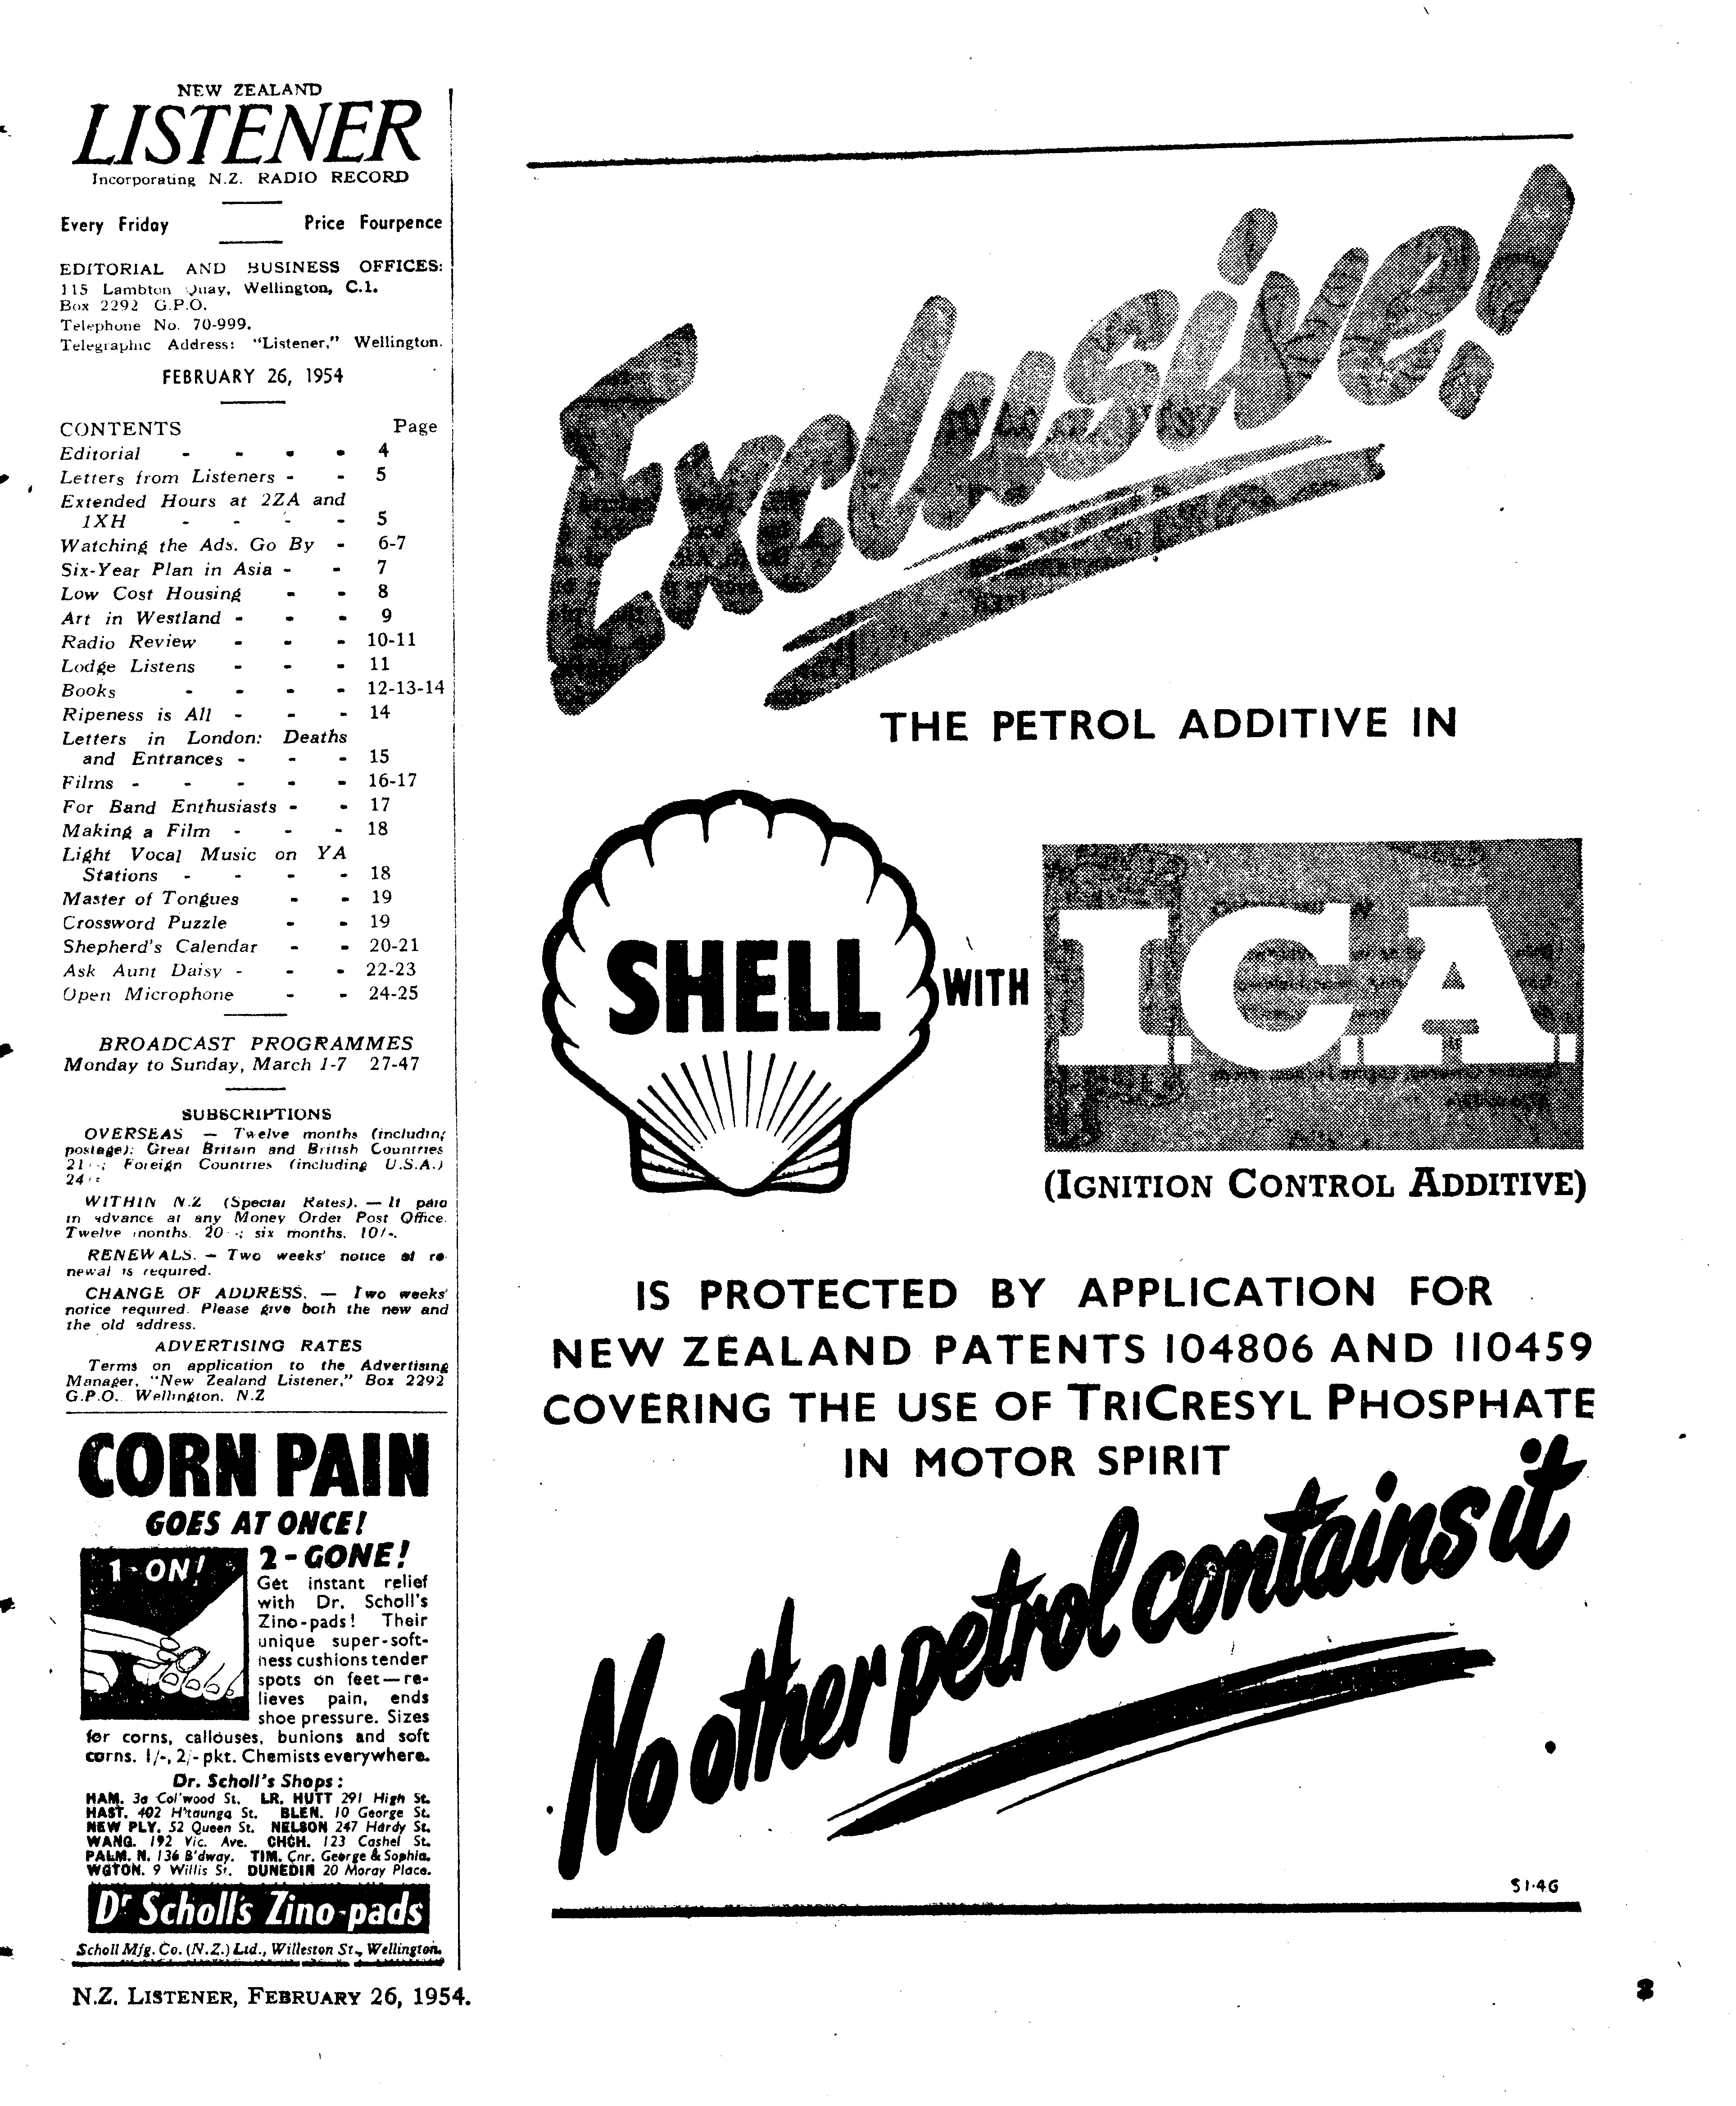 NEW ZEALAND
LISTENER
Incorporating N.Z. RADIO RECORD
Every Friday Price Fourpence
EDITORIAL AND BUSINESS OFFICES:
115 Lambton Quay, Wellington, C.1.
Box 2292 G.P.O.
Telephone No. 70-999.
Telegraphic Address: "Listener," Wellington.
FEBRUARY 26, 1954
CONTENTS Page
Editorial - - - - 4
Letters from Listeners - - 5
Extended Hours at 2ZA and
1XH - - - - 5
Watching the Ads. Go By - 6-7
Six-Year Plan in Asia - - 7
Low Cost Housing - - 8
Art in Westland - - - 9
Radio Review - - - 10-11
Lodge Listens - - - 11
Books - - - - 12-13-14
Ripeness is All - - - 14
Letters in London: Deaths
and Entrances - - - 15
Films - - - - - 16-17
For Band Enthusiasts - - 17
Making a Film - - - 18
Light Vocal Music on YA
Stations - - - - 18
Master of Tongues - - 19
Crossword Puzzle - - 19
Shepherd's Calendar - - 20-21
Ask Aunt Daisy - - - 22-23
Open Microphone - - 24-25
BROADCAST PROGRAMMES
Monday to Sunday, March 1-7 27-47
SUBSCRIPTIONS
OVERSEAS — Twelve months (including
postage): Great Britain and British Countries
21 ; Foreign Countries (including U.S.A.)
24
WITHIN N.Z (Special Rates). — If paid
in advance at any Money Order Post Office.
Twelve months. 20 -; six months, 10/-.
RENEWALS. — Two weeks' notice of re-
newal is required.
CHANGE OF ADDRESS. — Two weeks'
notice required. Please give both the new and
the old address.
ADVERTISING RATES
Terms on application to the Advertising
Manager, "New Zealand Listener," Box 2292
G.P.O. Wellington. N.Z
CORN PAIN
GOES AT ONCE!
1-ON!
2-GONE!
Get instant relief
with Dr. Scholl's
Zino-pads! Their
unique super-soft-
ness cushions tender
spots on feet—re-
lieves pain, ends
shoe pressure. Sizes
for corns, callouses, bunions and soft
corns. 1/-, 2/- pkt. Chemists everywhere.
Dr. Scholl's Shops:
HAM. 3a Col'wood St. LR. HUTT 291 High St.
HAST. 402 H'taunga St. BLEN. 10 George St.
NEW PLY. 52 Queen St. NELSON 247 Hardy St.
WANG. 192 Vic. Ave. CHCH. 123 Cashel St.
PALM. N. 136 B'dway. TIM. Cnr. George & Sophia.
WGTON. 9 Willis St. DUNEDIN 20 Moray Place.
Dr Scholl's Zino-pads
Scholl Mfg. Co. (N.Z.) Ltd., Willeston St., Wellington.
Exclusive!
THE PETROL ADDITIVE IN
SHELL WITH I.C.A.
(IGNITION CONTROL ADDITIVE)
IS PROTECTED BY APPLICATION FOR
NEW ZEALAND PATENTS 104806 AND 110459
COVERING THE USE OF TRICRESYL PHOSPHATE
IN MOTOR SPIRIT
No other petrol contains it
S1·4G
N.Z. LISTENER, FEBRUARY 26, 1954.